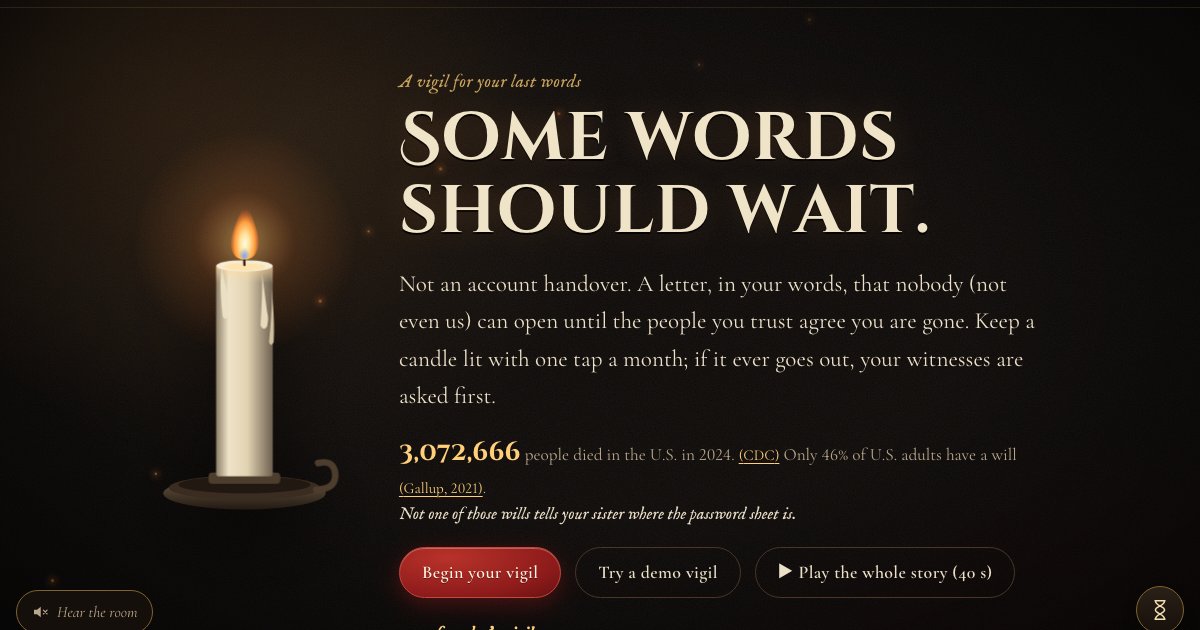 A vigil for your last words
SOME WORDS
SHOULD WAIT.
Not an account handover. A letter, in your words, that nobody (not
even us) can open until the people you trust agree you are gone. Keep a
candle lit with one tap a month; if it ever goes out, your witnesses are
asked first.
3,072,666 people died in the U.S. in 2024. (CDC) Only 46% of U.S. adults have a will
(Gallup, 2021).
Not one of those wills tells your sister where the password sheet is.
Begin your vigil
Try a demo vigil
Play the whole story (40 s)
Hear the room